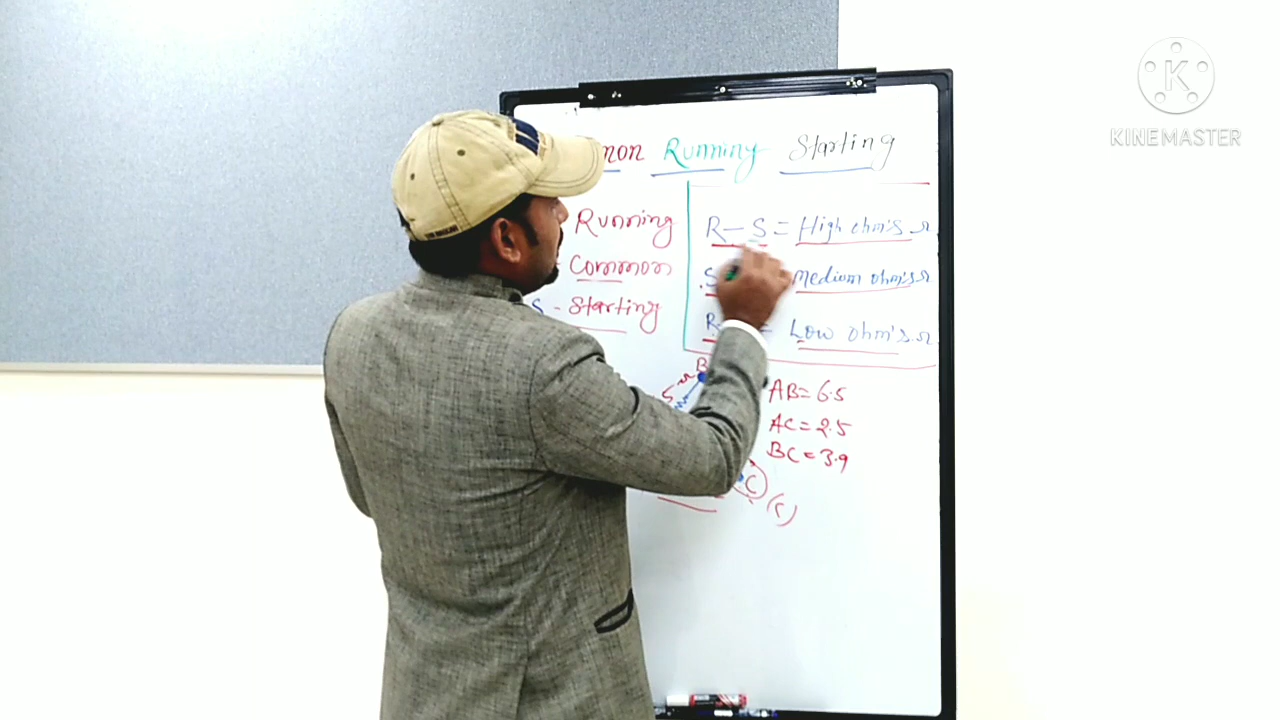 Running Starting
Running
Common
S - Starting
R - S = High ohm's Ω
S Medium ohm's Ω
R Low ohm's Ω
B
5
AB = 6.5
AC = 2.5
BC = 3.9
C
(C)
K
KINEMASTER